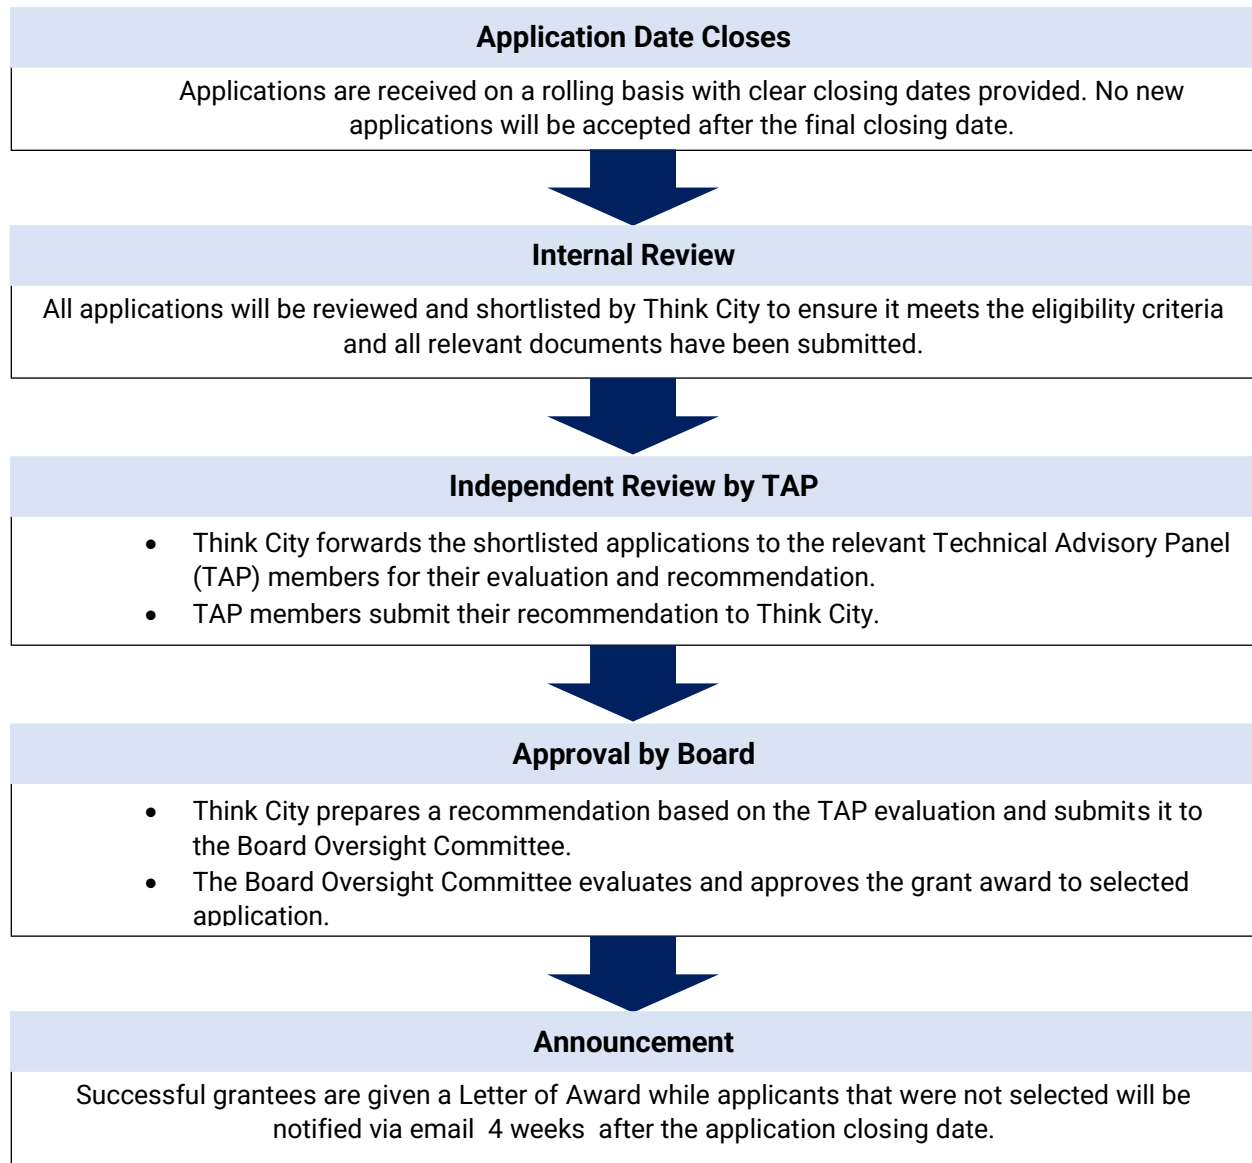 Application Date Closes
Applications are received on a rolling basis with clear closing dates provided. No new
applications will be accepted after the final closing date.
Internal Review
All applications will be reviewed and shortlisted by Think City to ensure it meets the eligibility criteria
and all relevant documents have been submitted.
Independent Review by TAP
• Think City forwards the shortlisted applications to the relevant Technical Advisory Panel
(TAP) members for their evaluation and recommendation.
• TAP members submit their recommendation to Think City.
Approval by Board
• Think City prepares a recommendation based on the TAP evaluation and submits it to
the Board Oversight Committee.
• The Board Oversight Committee evaluates and approves the grant award to selected
application.
Announcement
Successful grantees are given a Letter of Award while applicants that were not selected will be
notified via email  4 weeks  after the application closing date.